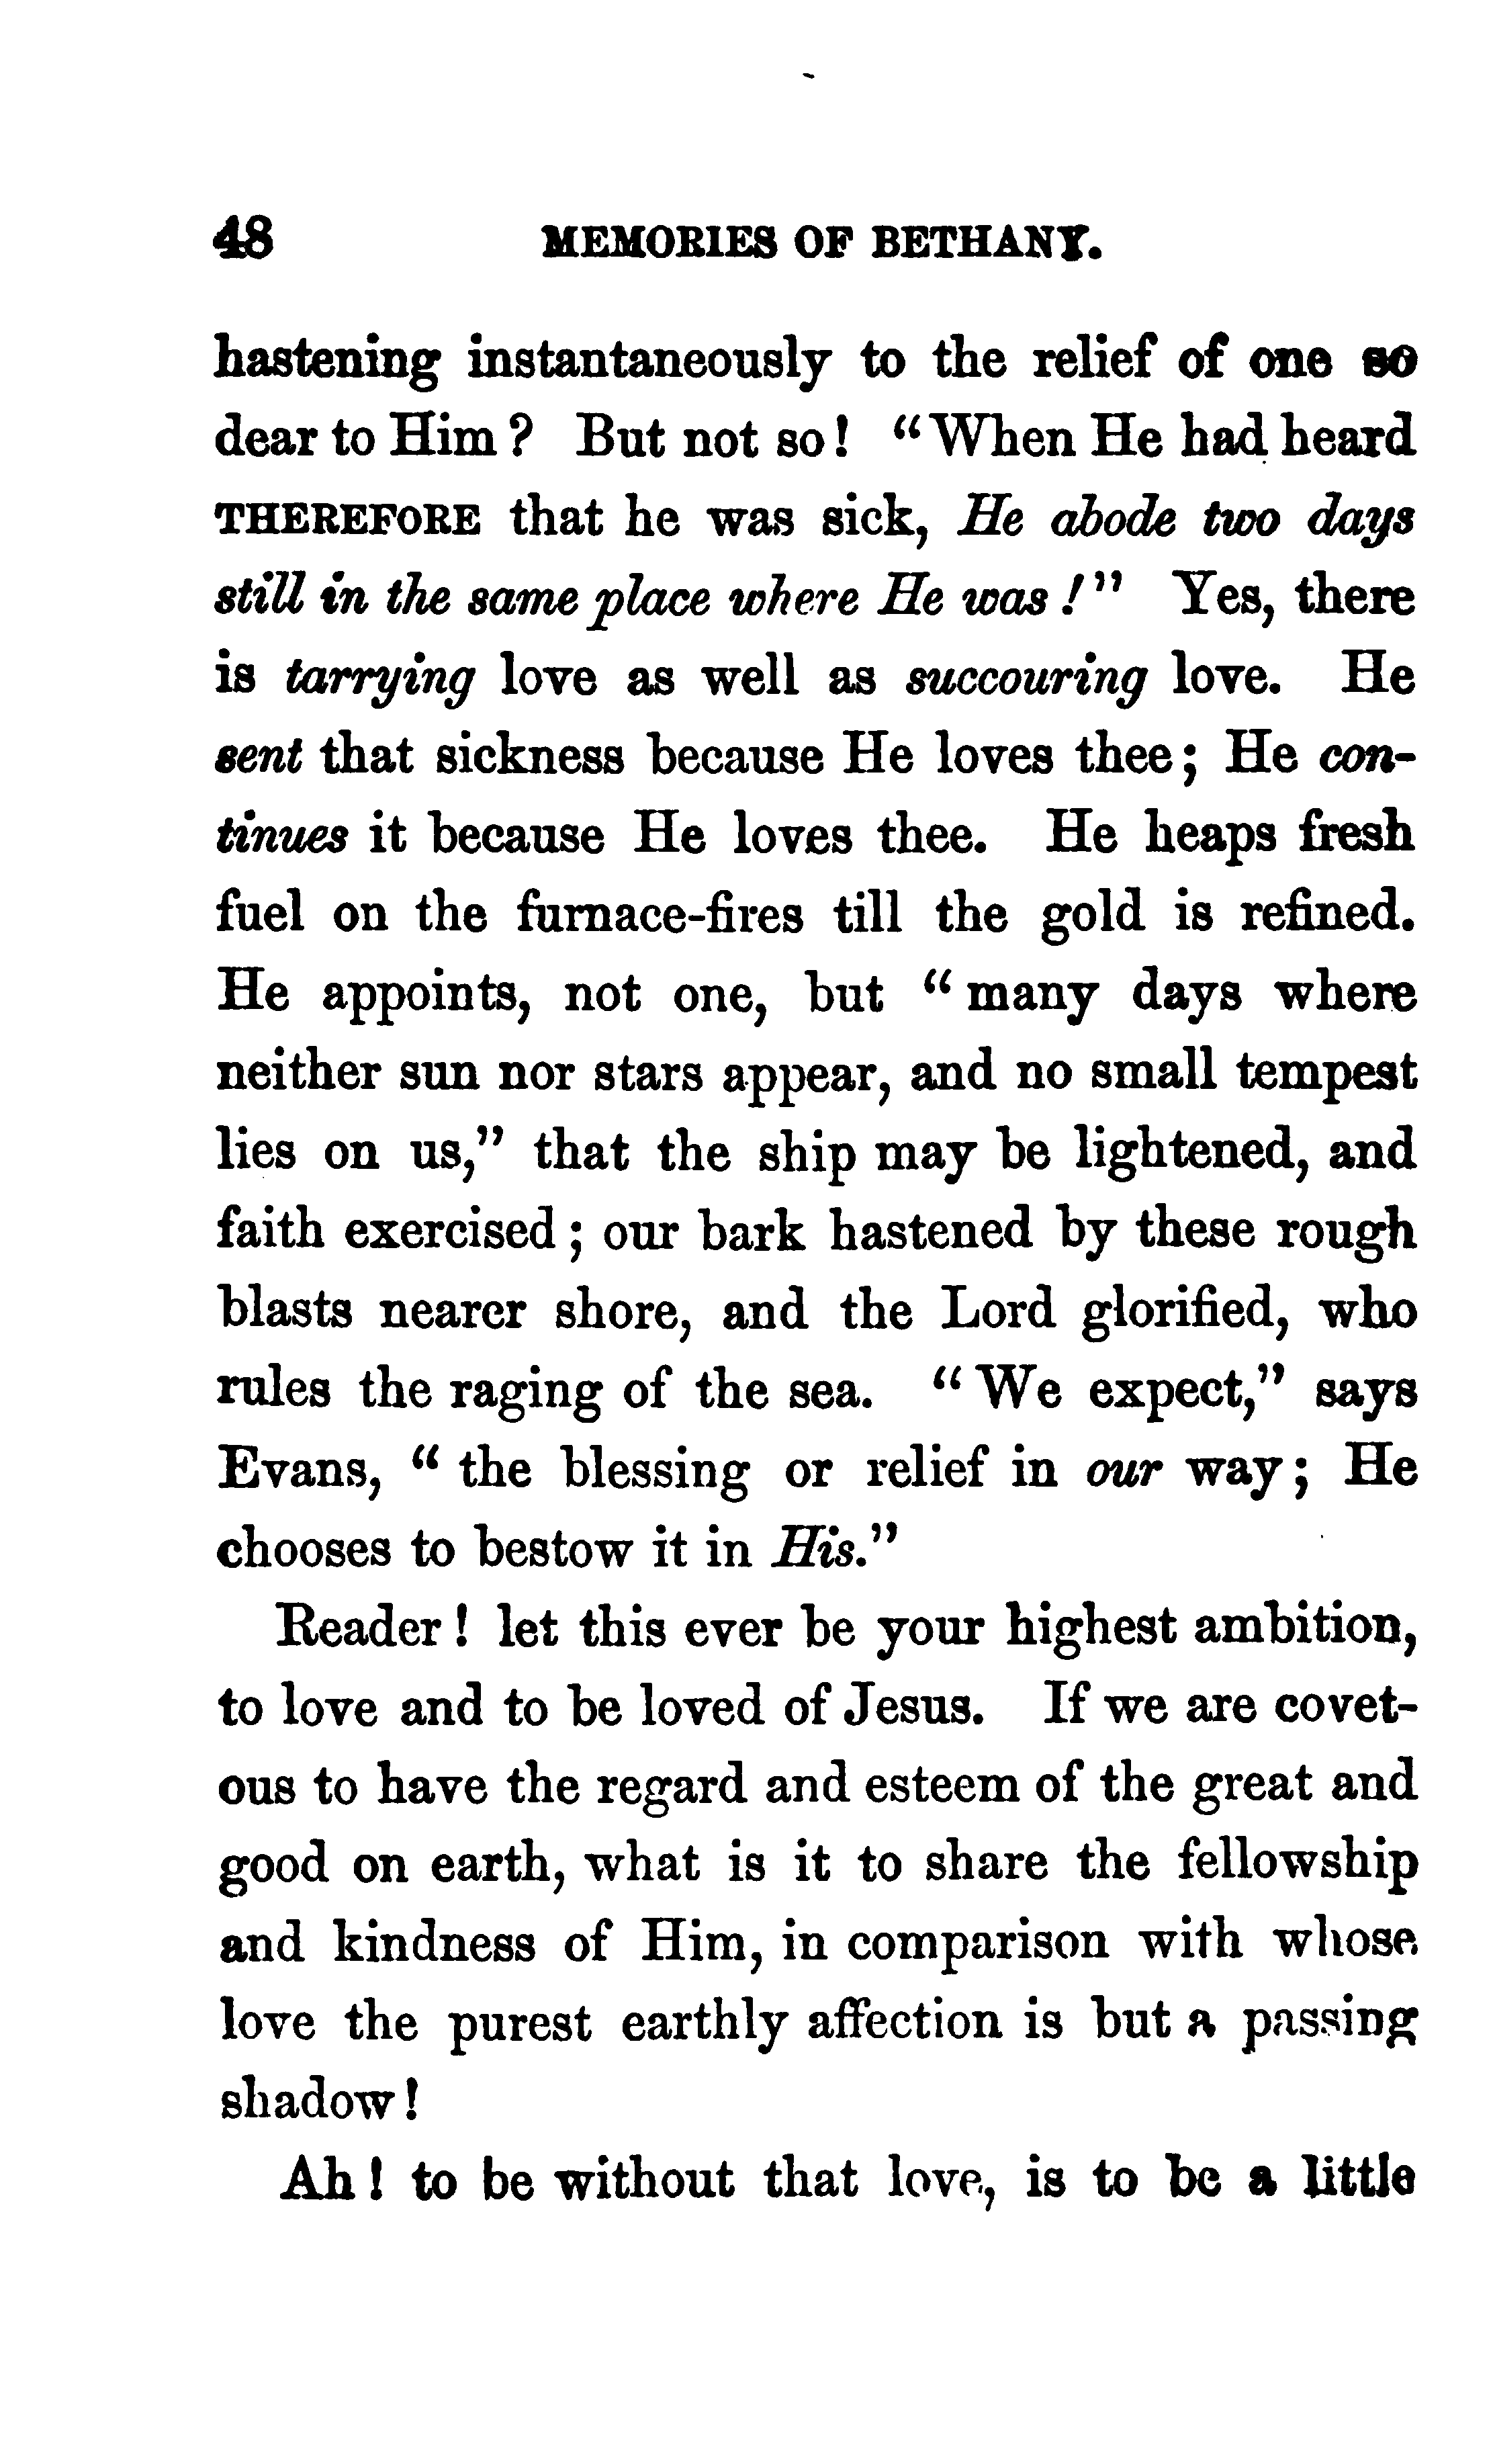 48 MEMORIES OF BETHANY.
hastening instantaneously to the relief of one so
dear to Him? But not so! "When He had heard
THEREFORE that he was sick, He abode two days
still in the same place where He was!" Yes, there
is tarrying love as well as succouring love. He
sent that sickness because He loves thee; He con-
tinues it because He loves thee. He heaps fresh
fuel on the furnace-fires till the gold is refined.
He appoints, not one, but "many days where
neither sun nor stars appear, and no small tempest
lies on us," that the ship may be lightened, and
faith exercised; our bark hastened by these rough
blasts nearer shore, and the Lord glorified, who
rules the raging of the sea. "We expect," says
Evans, "the blessing or relief in our way; He
chooses to bestow it in His."
Reader! let this ever be your highest ambition,
to love and to be loved of Jesus. If we are covet-
ous to have the regard and esteem of the great and
good on earth, what is it to share the fellowship
and kindness of Him, in comparison with whose
love the purest earthly affection is but a passing
shadow!
Ah! to be without that love, is to be a little